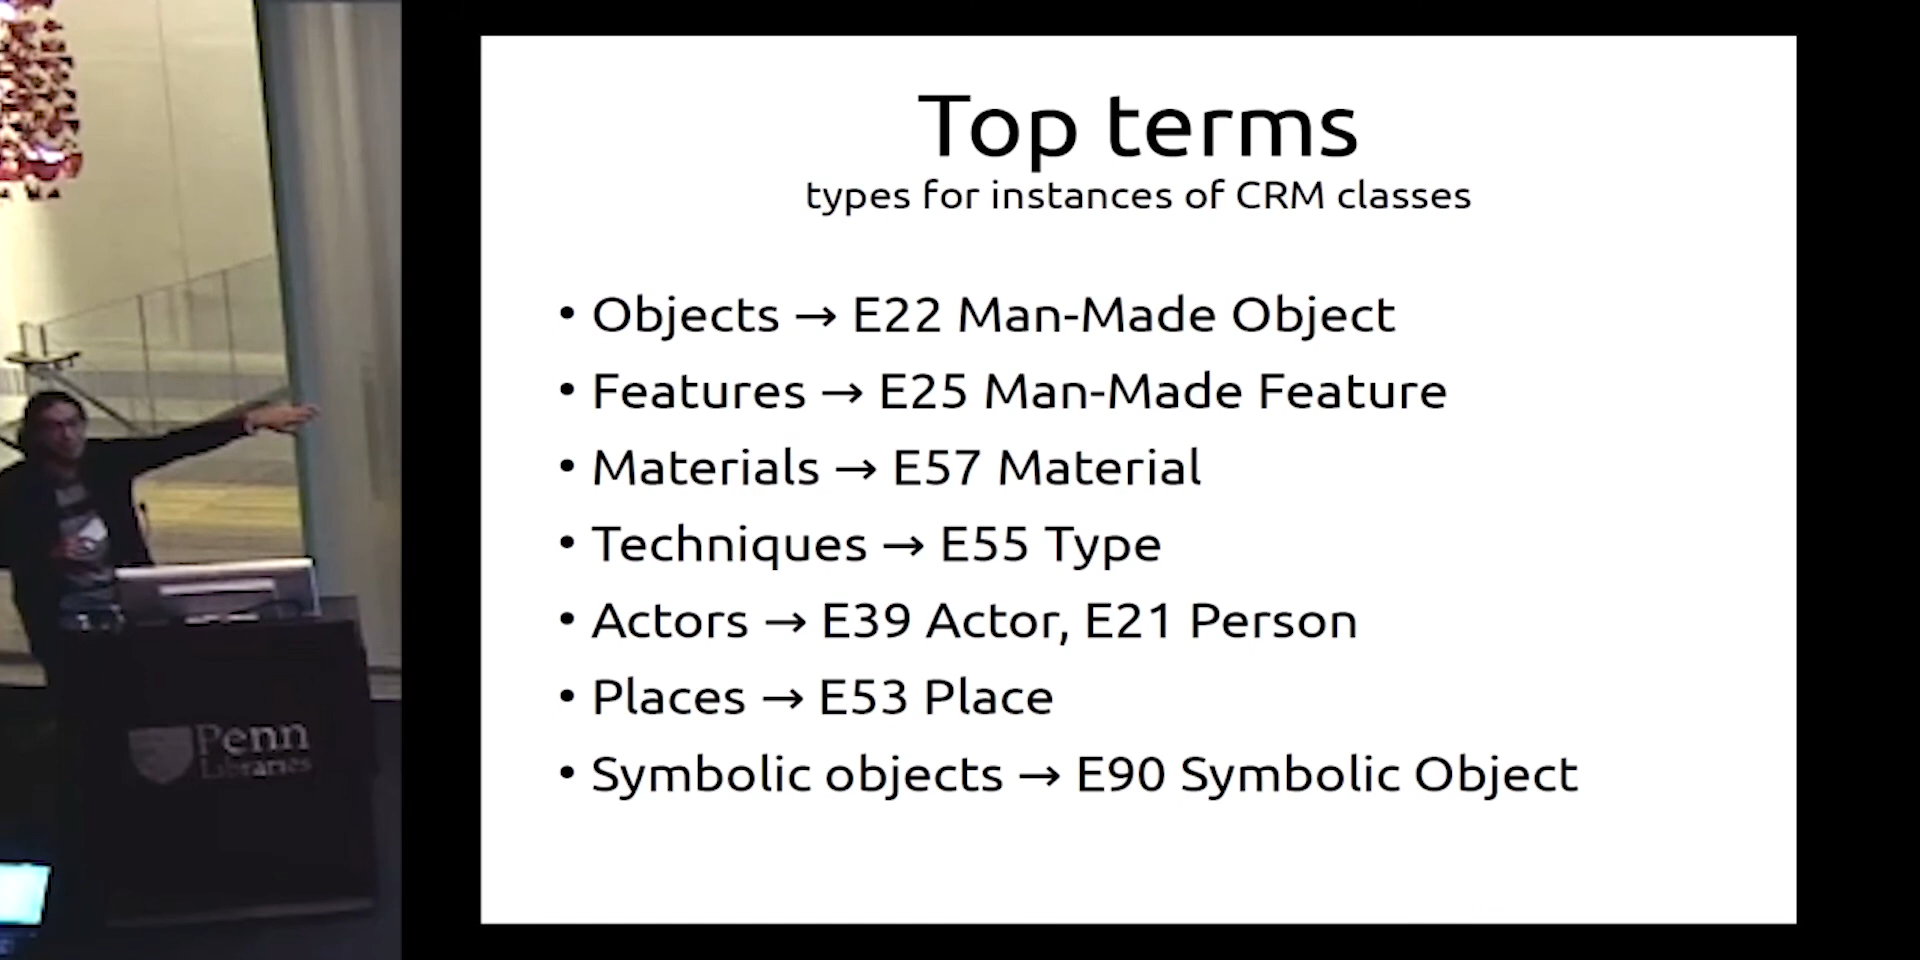 Top terms
types for instances of CRM classes
• Objects → E22 Man-Made Object
• Features → E25 Man-Made Feature
• Materials → E57 Material
• Techniques → E55 Type
• Actors → E39 Actor, E21 Person
• Places → E53 Place
• Symbolic objects → E90 Symbolic Object
Penn
Libraries